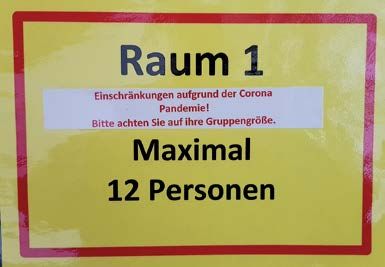 Raum 1
Einschränkungen aufgrund der Corona
Pandemie!
Bitte achten Sie auf ihre Gruppengröße.
Maximal
12 Personen